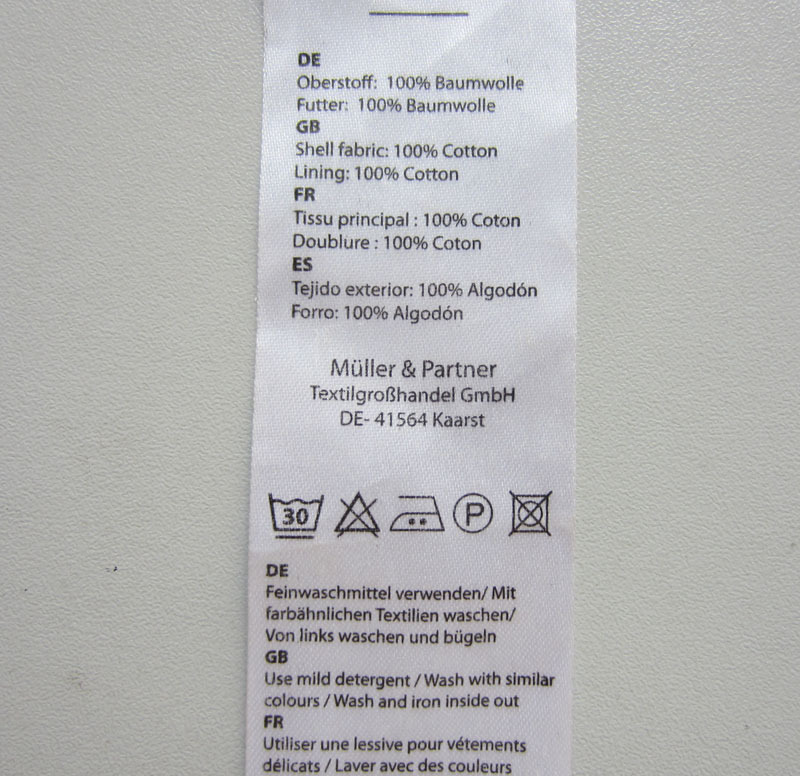 DE
Oberstoff: 100% Baumwolle
Futter: 100% Baumwolle
GB
Shell fabric: 100% Cotton
Lining: 100% Cotton
FR
Tissu principal : 100% Coton
Doublure : 100% Coton
ES
Tejido exterior: 100% Algodón
Forro: 100% Algodón
Müller & Partner
Textilgroßhandel GmbH
DE- 41564 Kaarst
30 P
DE
Feinwaschmittel verwenden/ Mit
farbähnlichen Textilien waschen/
Von links waschen und bügeln
GB
Use mild detergent / Wash with similar
colours / Wash and iron inside out
FR
Utiliser une lessive pour vétements
délicats / Laver avec des couleurs